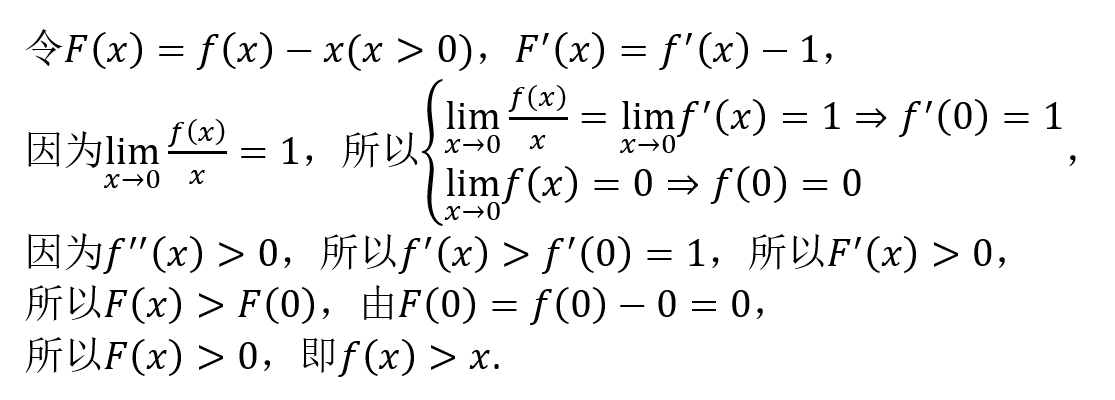 令F(x) = f(x) − x(x > 0)，F′(x) = f′(x) − 1，
因为lim_{x→0} f(x)/x = 1，所以{lim_{x→0} f(x)/x = lim_{x→0} f′(x) = 1 ⇒ f′(0) = 1
lim_{x→0} f(x) = 0 ⇒ f(0) = 0，
因为f′′(x) > 0，所以f′(x) > f′(0) = 1，所以F′(x) > 0，
所以F(x) > F(0)，由F(0) = f(0) − 0 = 0，
所以F(x) > 0，即f(x) > x.